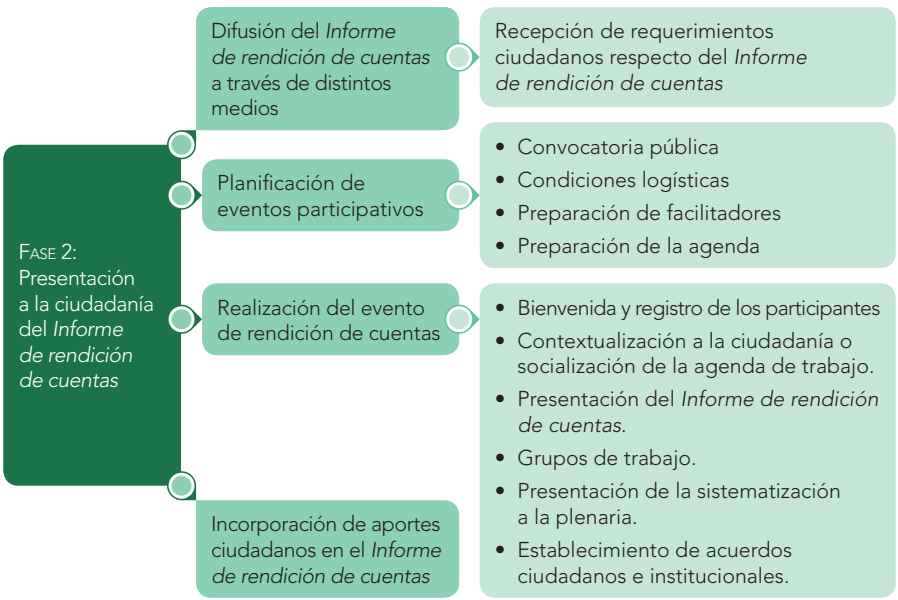 Fase 2:
Presentación
a la ciudadanía
del Informe
de rendición
de cuentas
Difusión del Informe
de rendición de cuentas
a través de distintos
medios
Recepción de requerimientos
ciudadanos respecto del Informe
de rendición de cuentas
Planificación de
eventos participativos
• Convocatoria pública
• Condiciones logísticas
• Preparación de facilitadores
• Preparación de la agenda
Realización del evento
de rendición de cuentas
• Bienvenida y registro de los participantes
• Contextualización a la ciudadanía o
socialización de la agenda de trabajo.
• Presentación del Informe de rendición
de cuentas.
• Grupos de trabajo.
• Presentación de la sistematización
a la plenaria.
• Establecimiento de acuerdos
ciudadanos e institucionales.
Incorporación de aportes
ciudadanos en el Informe
de rendición de cuentas